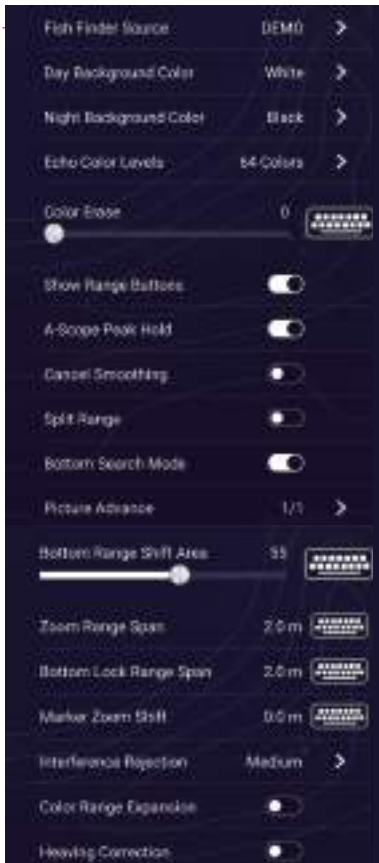 Fish Finder Source DEMO
Day Background Color White
Night Background Color Black
Echo Color Levels 64 Colors
Color Erase 0
Show Range Buttons
A-Scope Peak Hold
Cancel Smoothing
Split Range
Bottom Search Mode
Picture Advance 1/1
Bottom Range Shift Area 55
Zoom Range Span 2.0 m
Bottom Lock Range Span 2.0 m
Marker Zoom Shift 0.0 m
Interference Rejection Medium
Color Range Expansion
Heaving Correction